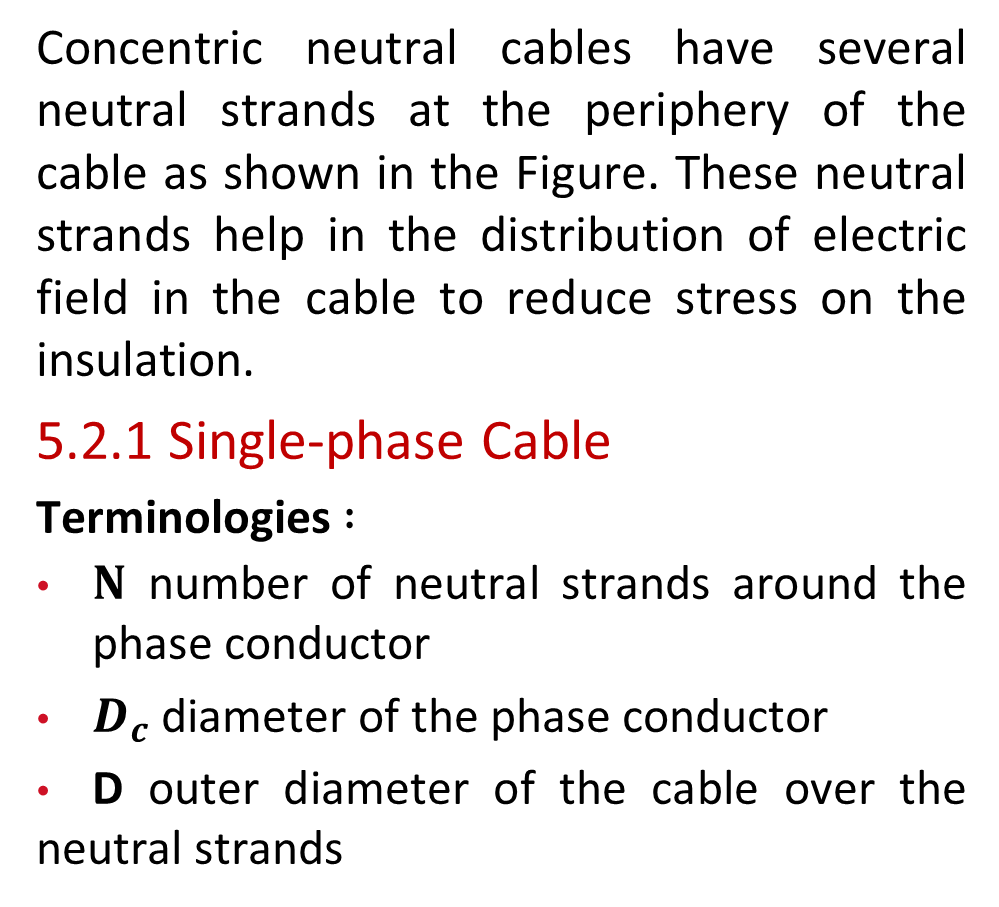 Concentric neutral cables have several
neutral strands at the periphery of the
cable as shown in the Figure. These neutral
strands help in the distribution of electric
field in the cable to reduce stress on the
insulation.
5.2.1 Single-phase Cable
Terminologies :
• N number of neutral strands around the
phase conductor
• D_c diameter of the phase conductor
• D outer diameter of the cable over the
neutral strands